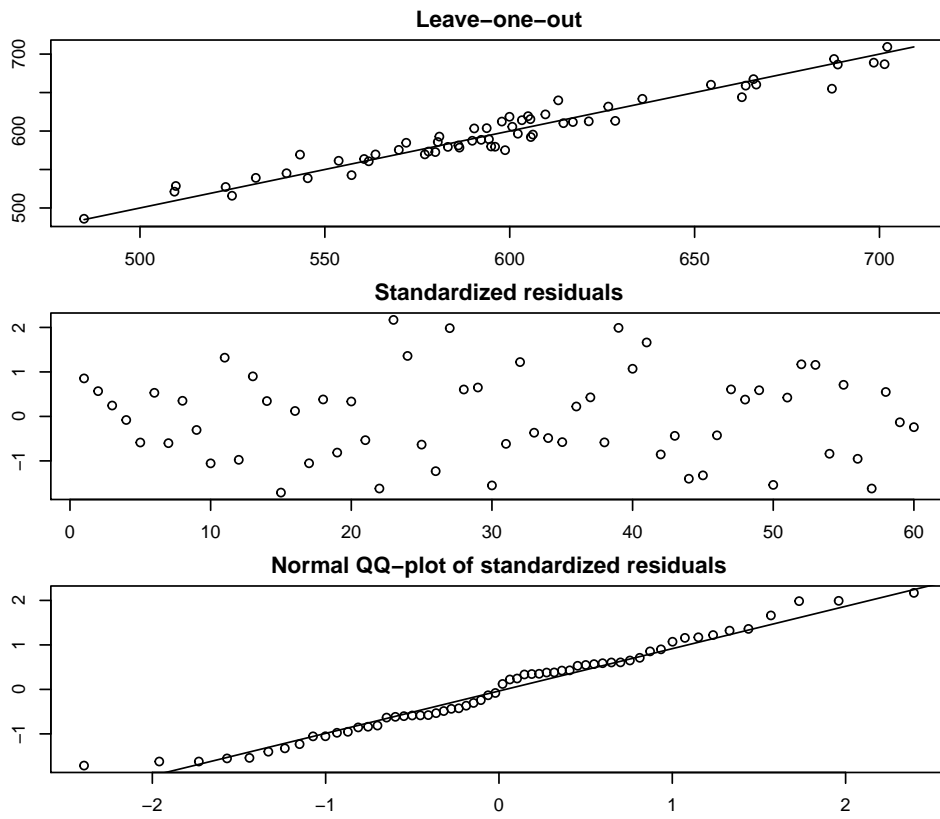 Leave−one−out
700
600
500
500 550 600 650 700
Standardized residuals
2
1
0
−1
0 10 20 30 40 50 60
Normal QQ−plot of standardized residuals
2
1
0
−1
−2 −1 0 1 2